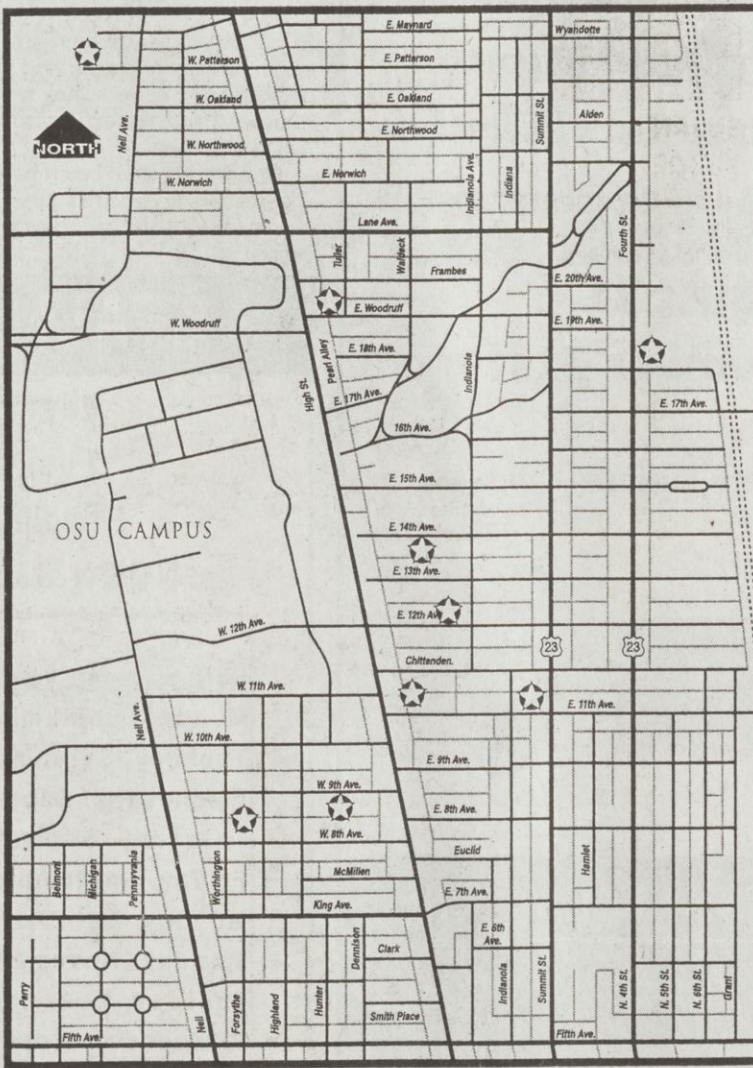 E. Maynard
Wyandotte
W. Patterson
E. Patterson
W. Oakland
E. Oakland
Neil Ave.
Summit St.
Alden
NORTH
E. Northwood
W. Northwood
E. Norwich
W. Norwich
Indianola Ave.
Indiana
Lane Ave.
Fourth St.
Tuller
Waldeck
Frambes
E. 20th Ave.
E. Woodruff
W. Woodruff
E. 19th Ave.
E. 18th Ave.
Pearl Alley
High St.
E. 17th Ave.
Indianola
E. 17th Ave.
16th Ave.
E. 15th Ave.
OSU CAMPUS
E. 14th Ave.
E. 13th Ave.
E. 12th Ave.
W. 12th Ave.
23
23
Chittenden.
W. 11th Ave.
E. 11th Ave.
Neil Ave.
W. 10th Ave.
E. 9th Ave.
W. 9th Ave.
E. 8th Ave.
W. 8th Ave.
Euclid
Belmont
Michigan
Pennsylvania
Worthington
McMillen
Hamlet
E. 7th Ave.
King Ave.
E. 6th
Ave.
Perry
Forsythe
Highland
Hunter
Dennison
Clark
Indianola
Summit St.
N. 4th St.
N. 5th St.
N. 6th St.
Grant
Neil
Smith Place
Fifth Ave.
Fifth Ave.